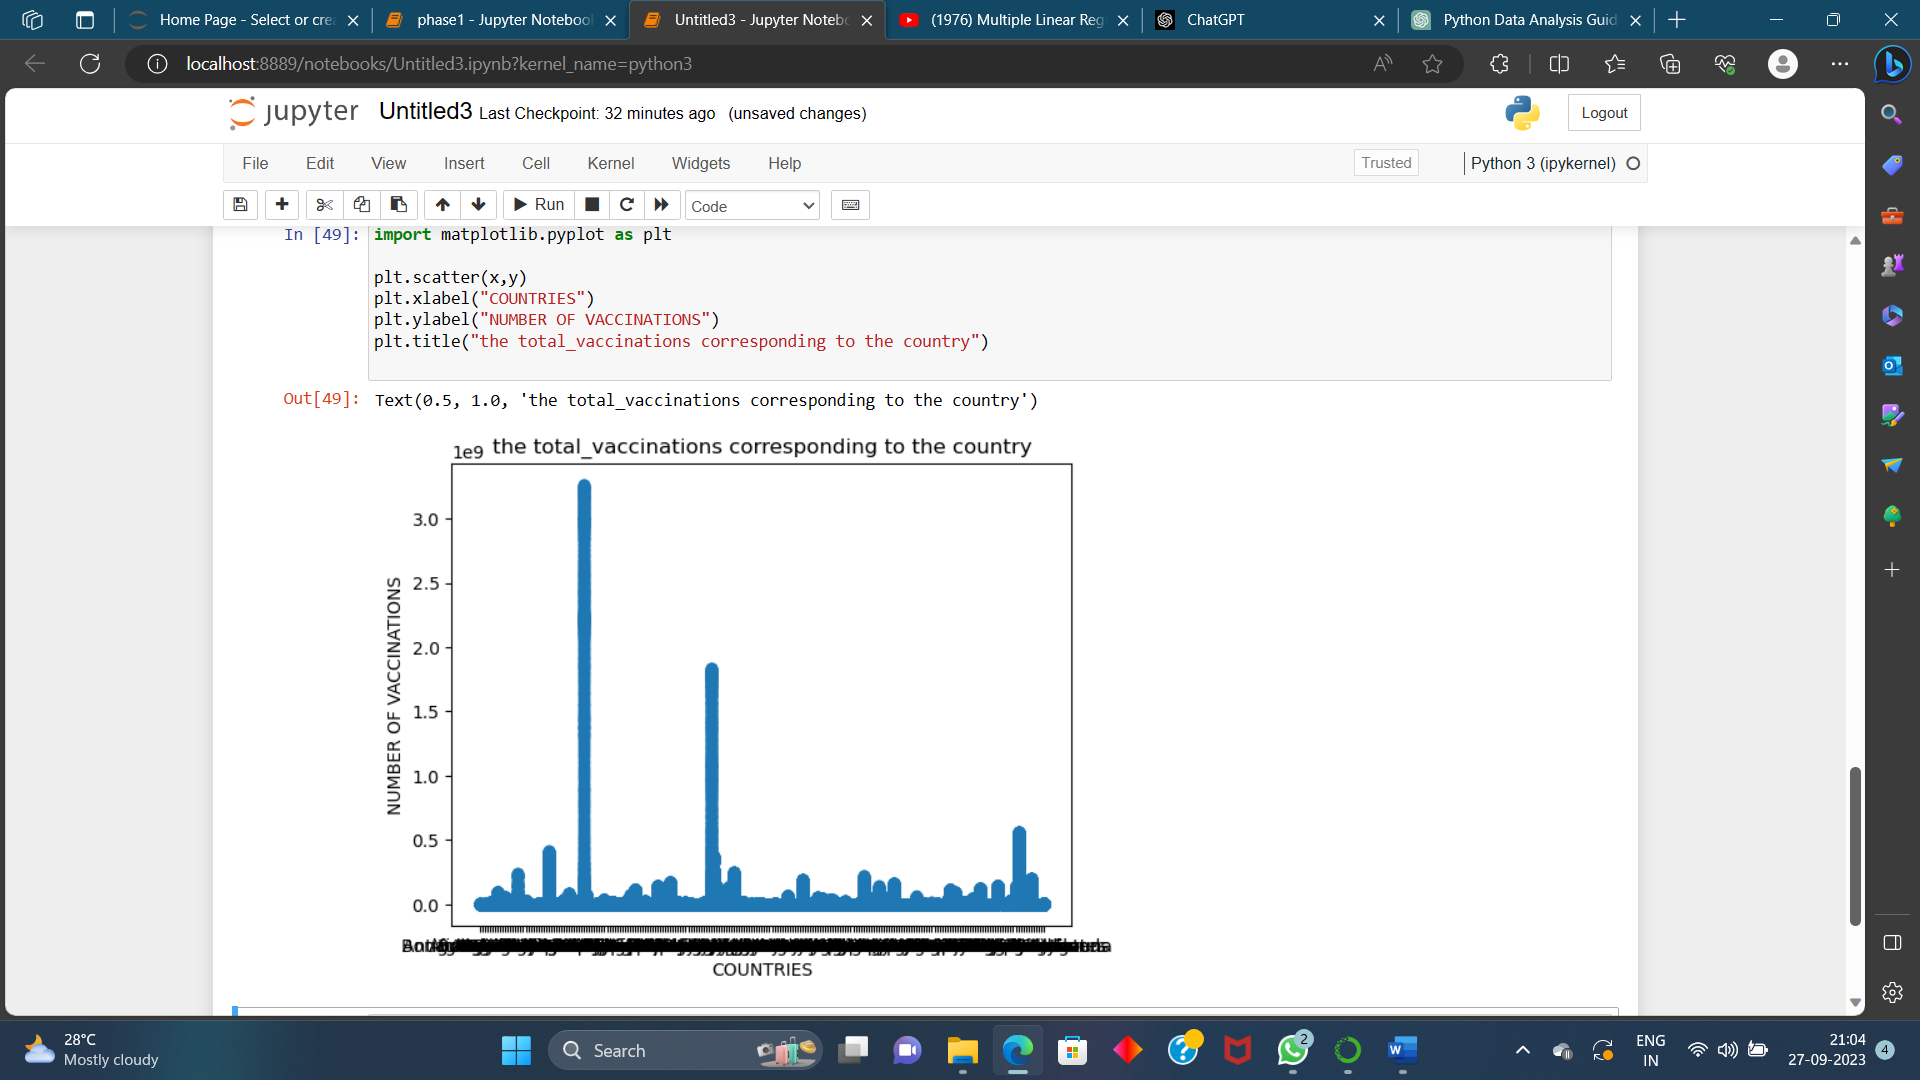 Home Page - Select or cre
phase1 - Jupyter Notebook
Untitled3 - Jupyter Notebo
(1976) Multiple Linear Reg
ChatGPT
Python Data Analysis Guid
localhost:8889/notebooks/Untitled3.ipynb?kernel_name=python3
jupyter Untitled3 Last Checkpoint: 32 minutes ago (unsaved changes)
Logout
File Edit View Insert Cell Kernel Widgets Help
Trusted
Python 3 (ipykernel)
Run
Code
In [49]: import matplotlib.pyplot as plt
plt.scatter(x,y)
plt.xlabel("COUNTRIES")
plt.ylabel("NUMBER OF VACCINATIONS")
plt.title("the total_vaccinations corresponding to the country")
Out[49]: Text(0.5, 1.0, 'the total_vaccinations corresponding to the country')
1e9 the total_vaccinations corresponding to the country
3.0
2.5
2.0
1.5
1.0
0.5
0.0
NUMBER OF VACCINATIONS
COUNTRIES
28°C
Mostly cloudy
Search
2
ENG
IN
21:04
27-09-2023
4